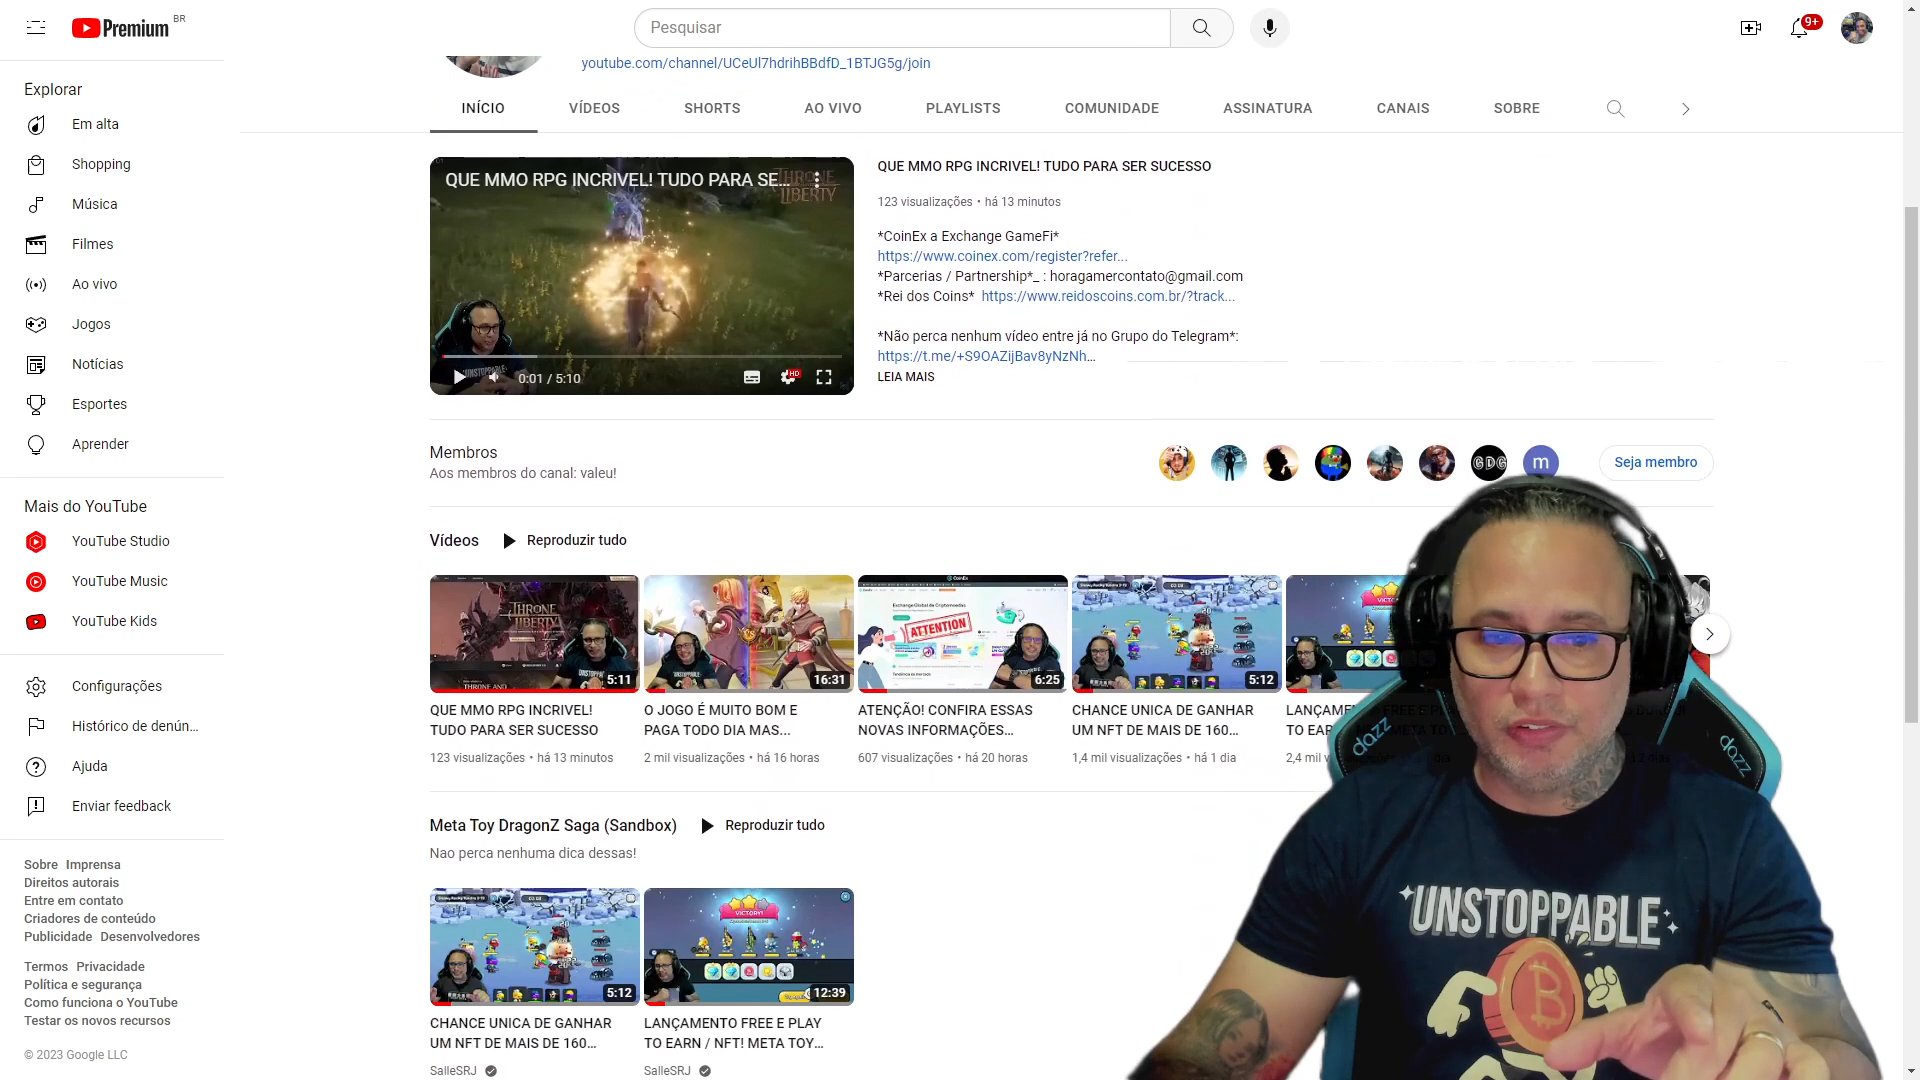 Premium BR
Pesquisar
9+
youtube.com/channel/UCeUl7hdrihBBdfD_1BTJG5g/join
INÍCIO VÍDEOS SHORTS AO VIVO PLAYLISTS COMUNIDADE ASSINATURA CANAIS SOBRE
Explorar
Em alta
Shopping
Música
Filmes
Ao vivo
Jogos
Notícias
Esportes
Aprender
Mais do YouTube
YouTube Studio
YouTube Music
YouTube Kids
Configurações
Histórico de denún...
Ajuda
Enviar feedback
Sobre Imprensa
Direitos autorais
Entre em contato
Criadores de conteúdo
Publicidade Desenvolvedores
Termos Privacidade
Política e segurança
Como funciona o YouTube
Testar os novos recursos
© 2023 Google LLC
QUE MMO RPG INCRIVEL! TUDO PARA SE...
THRONE
LIBERTY
UNSTOPPABLE
0:01 / 5:10
HD
QUE MMO RPG INCRIVEL! TUDO PARA SER SUCESSO
123 visualizações • há 13 minutos
*CoinEx a Exchange GameFi*
https://www.coinex.com/register?refer...
*Parcerias / Partnership*_ : horagamercontato@gmail.com
*Rei dos Coins* https://www.reidoscoins.com.br/?track...
*Não perca nenhum vídeo entre já no Grupo do Telegram*:
https://t.me/+S9OAZijBav8yNzNh...
LEIA MAIS
Membros
Aos membros do canal: valeu!
GDG
m
Seja membro
Vídeos Reproduzir tudo
THRONE
LIBERTY
5:11
16:31
CoinEx
ATTENTION
6:25
5:12
QUE MMO RPG INCRIVEL!
TUDO PARA SER SUCESSO
123 visualizações • há 13 minutos
O JOGO É MUITO BOM E
PAGA TODO DIA MAS...
2 mil visualizações • há 16 horas
ATENÇÃO! CONFIRA ESSAS
NOVAS INFORMAÇÕES...
607 visualizações • há 20 horas
CHANCE UNICA DE GANHAR
UM NFT DE MAIS DE 160...
1,4 mil visualizações • há 1 dia
Meta Toy DragonZ Saga (Sandbox) Reproduzir tudo
Nao perca nenhuma dica dessas!
5:12
VICTORY!
12:39
CHANCE UNICA DE GANHAR
UM NFT DE MAIS DE 160...
SalleSRJ
LANÇAMENTO FREE E PLAY
TO EARN / NFT! META TOY...
SalleSRJ
dazz
dazz
UNSTOPPABLE